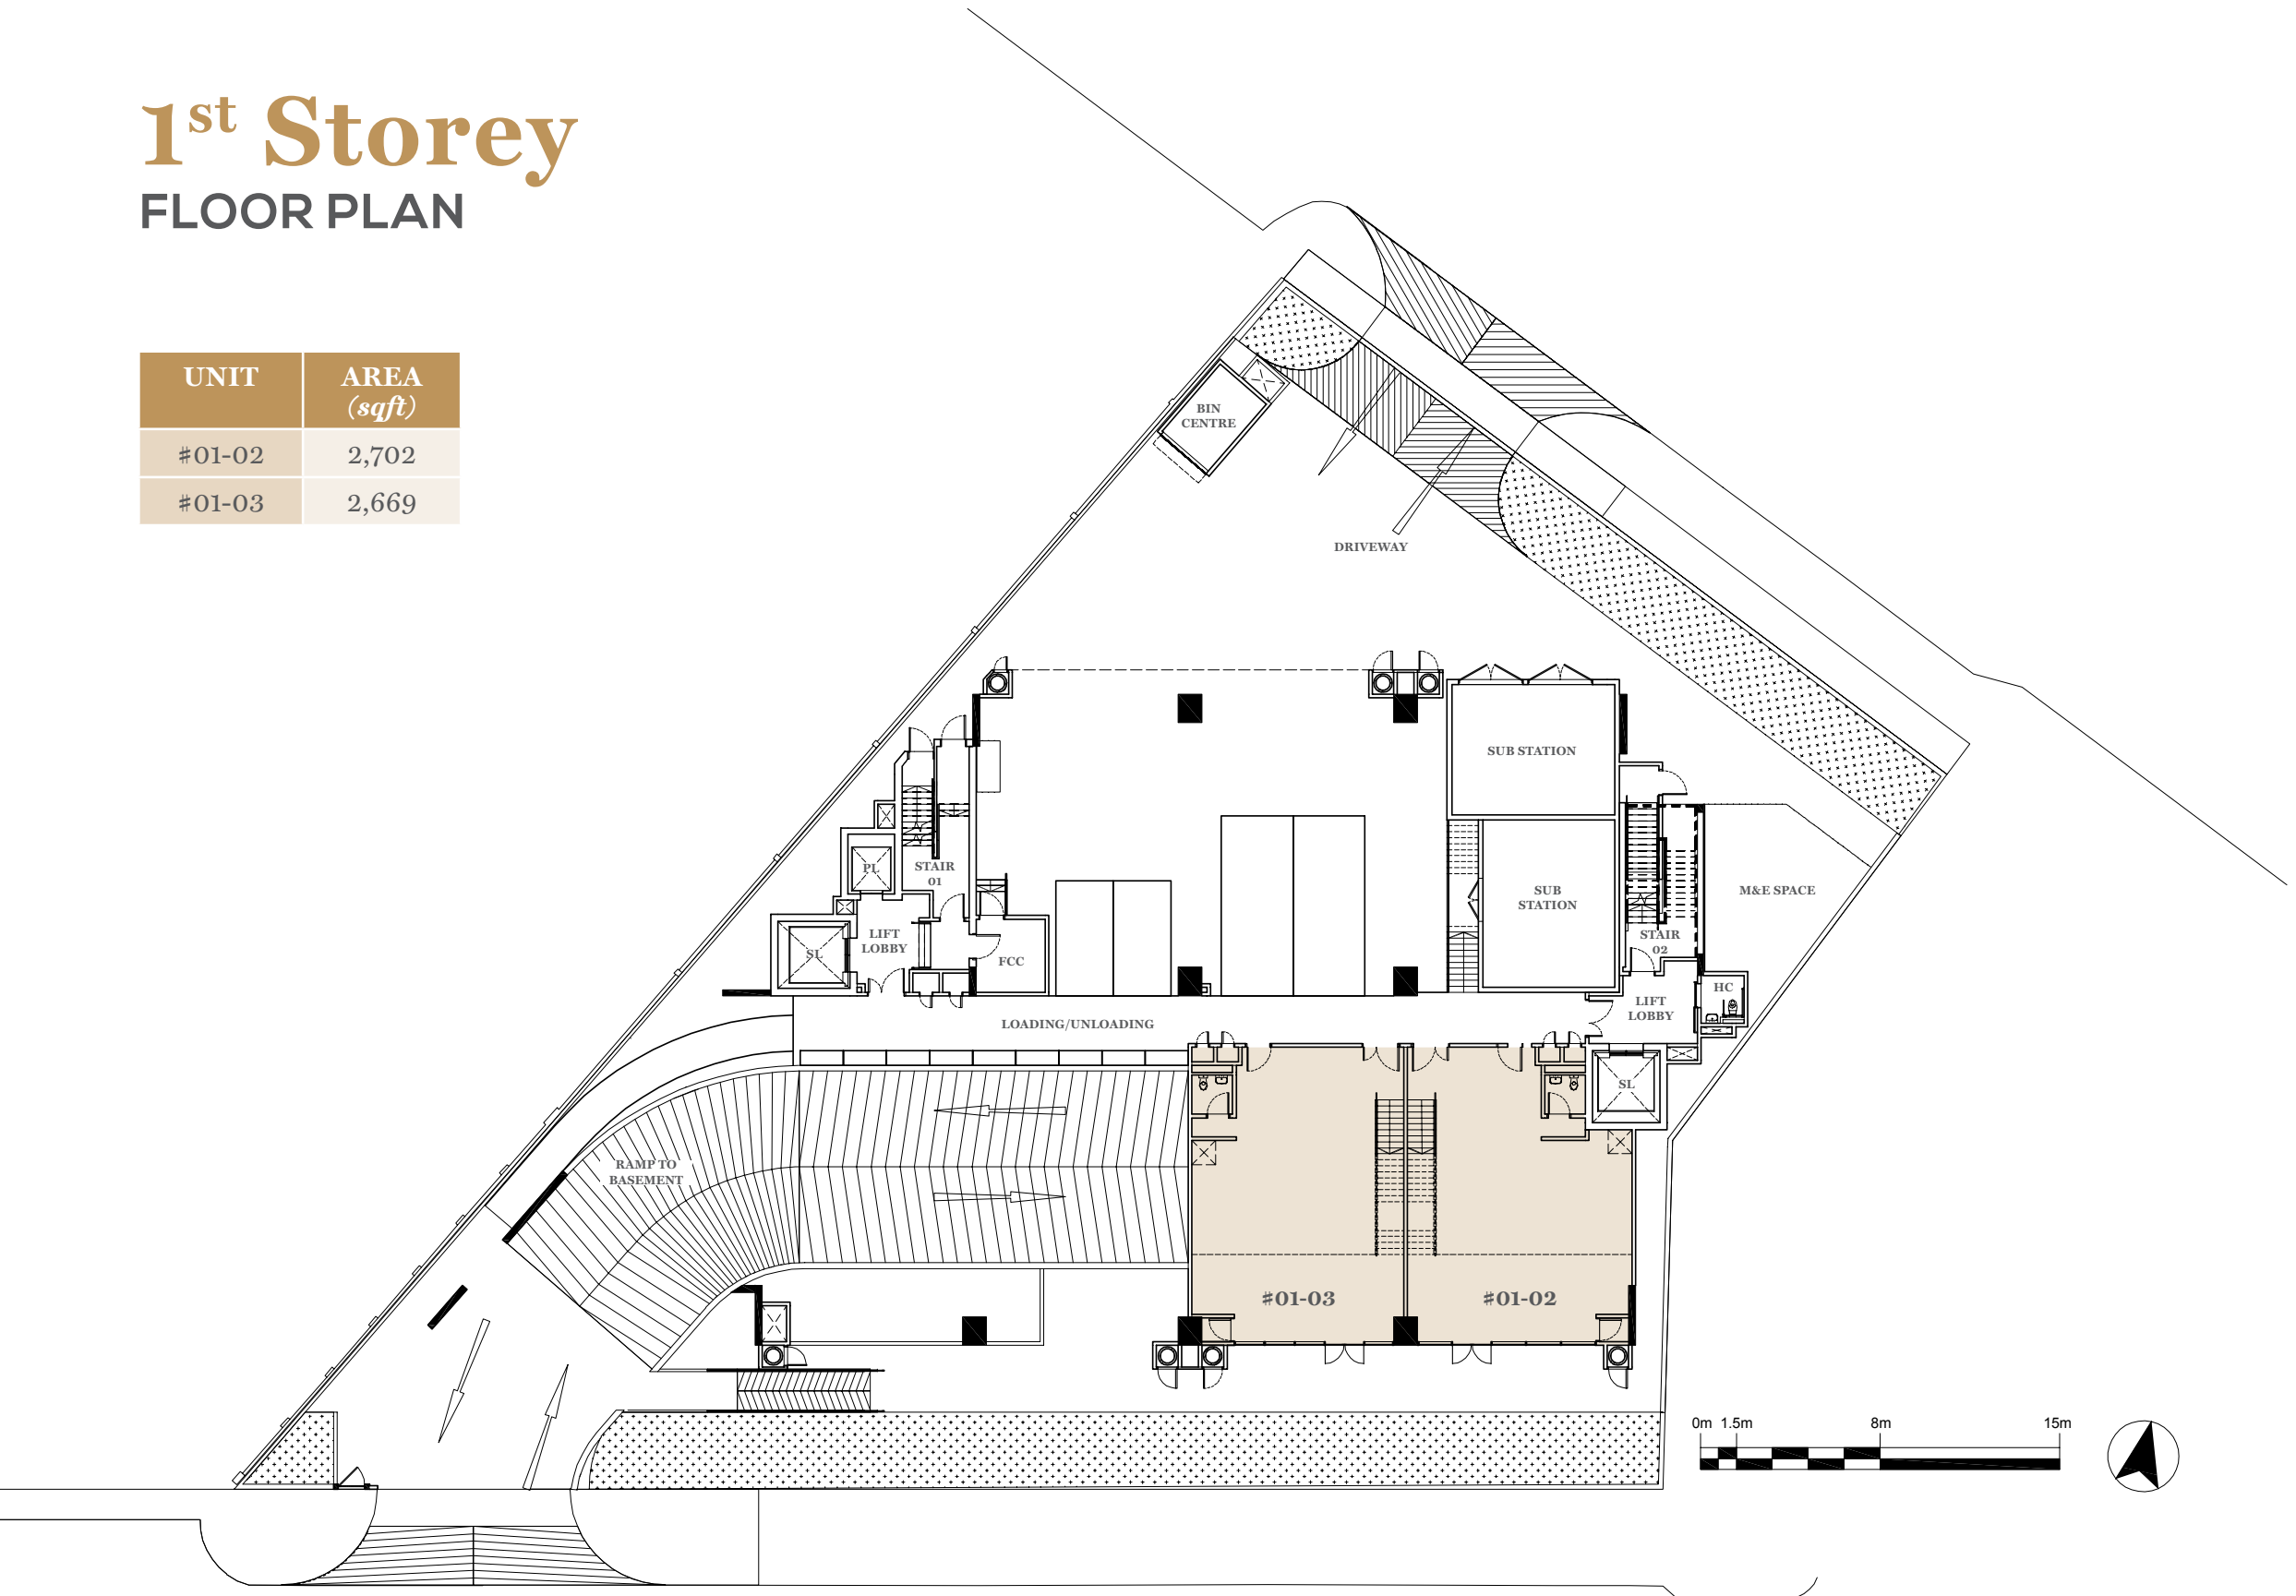 1st Storey
FLOOR PLAN
UNIT AREA
(sqft)
#01-02 2,702
#01-03 2,669
BIN
CENTRE
DRIVEWAY
SUB STATION
PL
STAIR
01
SUB
STATION
M&E SPACE
LIFT
LOBBY
SL
FCC
STAIR
02
HC
LIFT
LOBBY
LOADING/UNLOADING
SL
RAMP TO
BASEMENT
#01-03
#01-02
0m 1.5m 8m 15m